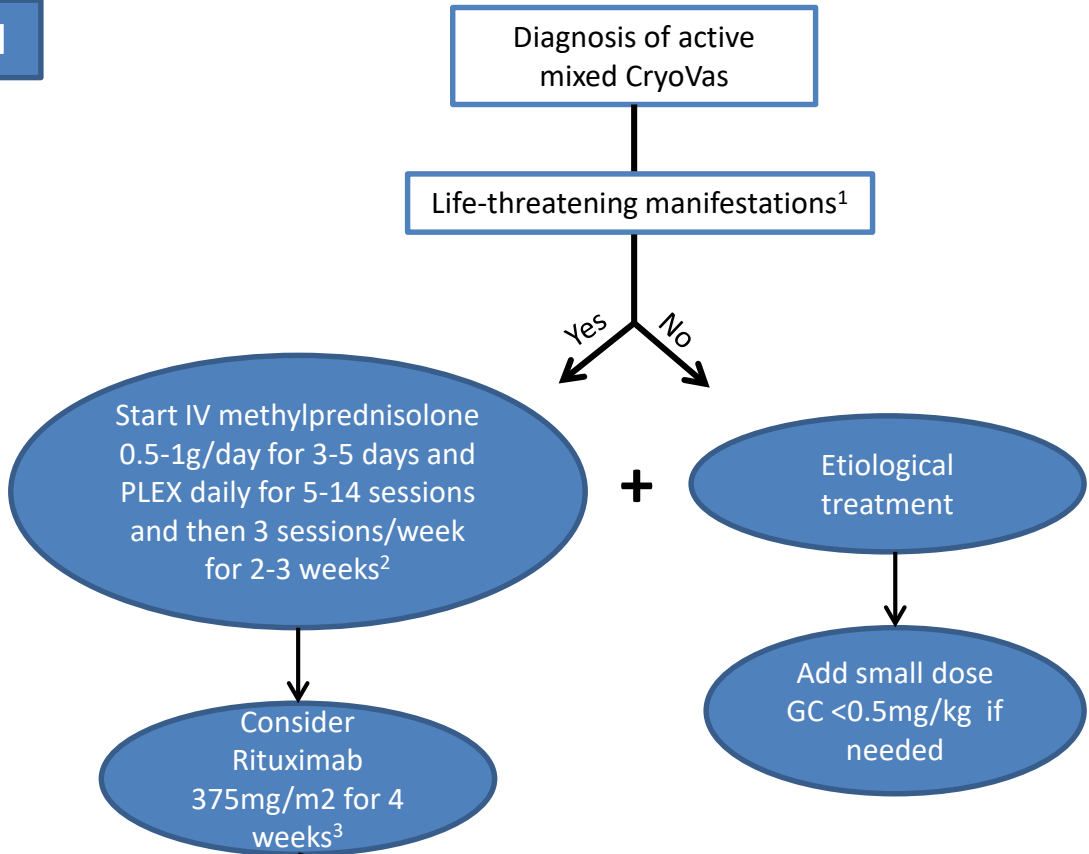 Diagnosis of active
mixed CryoVas
Life-threatening manifestations¹
Yes
No
Start IV methylprednisolone
0.5-1g/day for 3-5 days and
PLEX daily for 5-14 sessions
and then 3 sessions/week
for 2-3 weeks²
+
Etiological
treatment
Consider
Rituximab
375mg/m2 for 4
weeks³
Add small dose
GC <0.5mg/kg if
needed